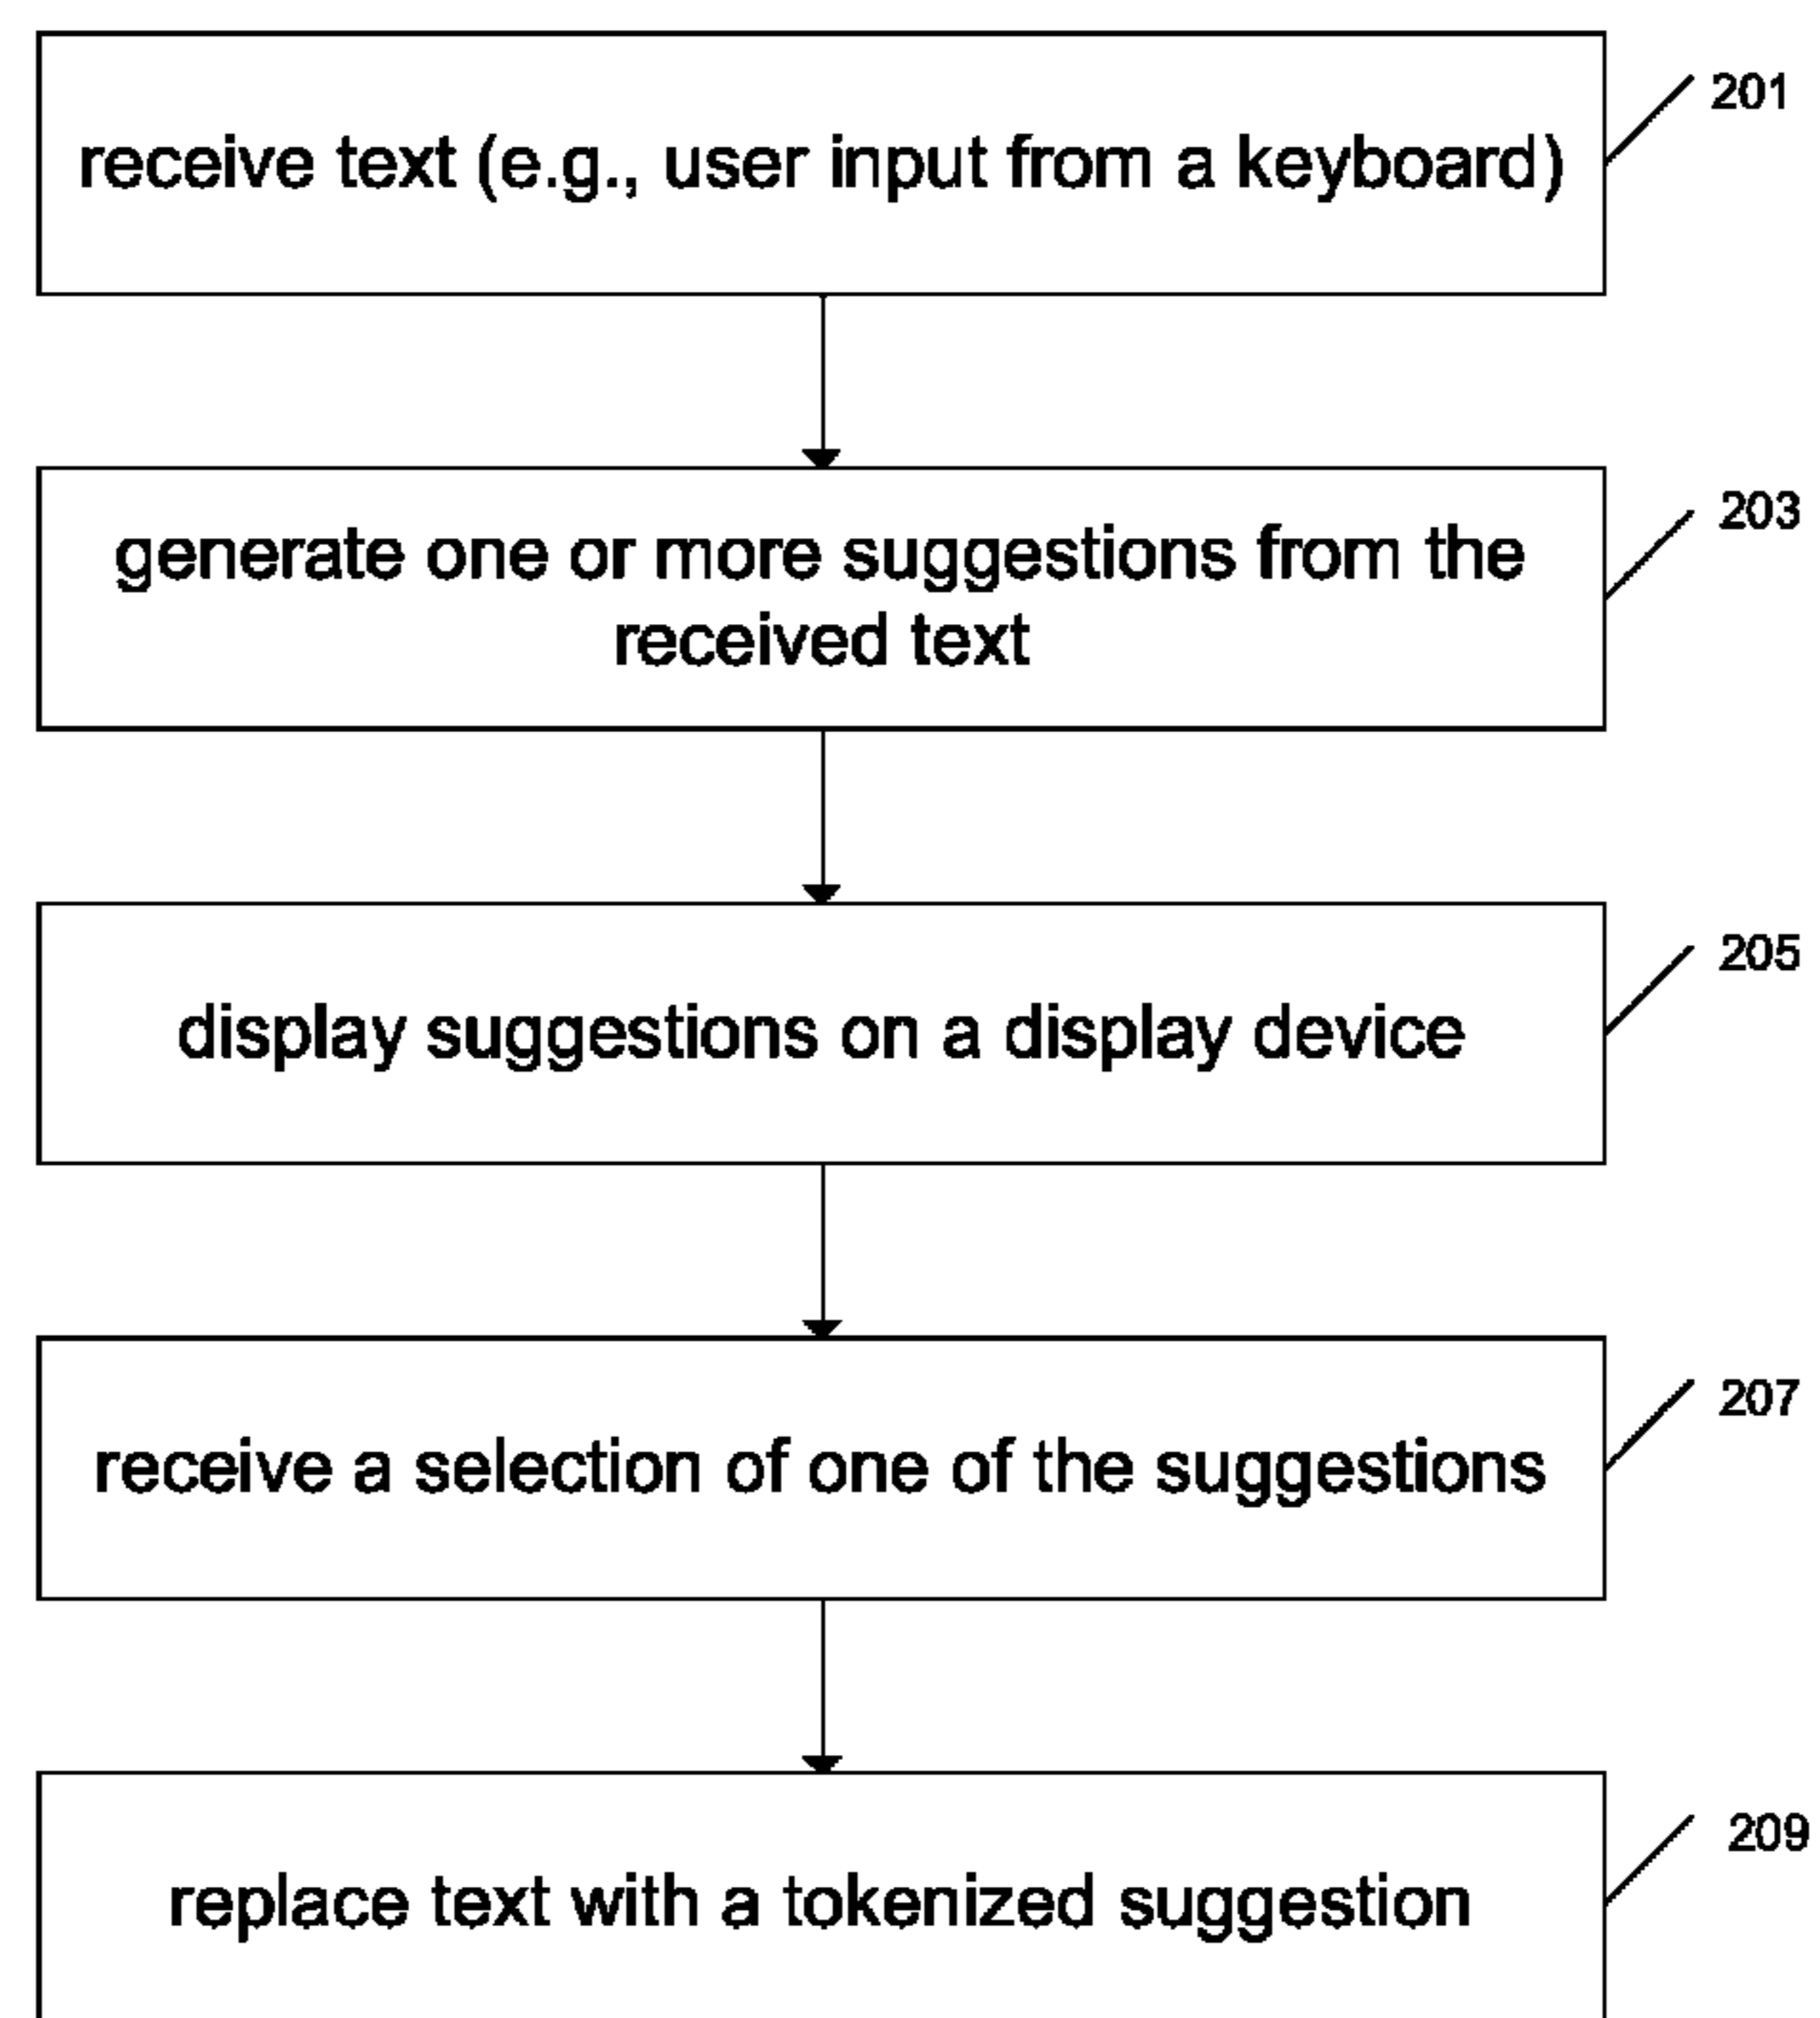 receive text (e.g., user input from a keyboard)
201
generate one or more suggestions from the
received text
203
display suggestions on a display device
205
receive a selection of one of the suggestions
207
replace text with a tokenized suggestion
209